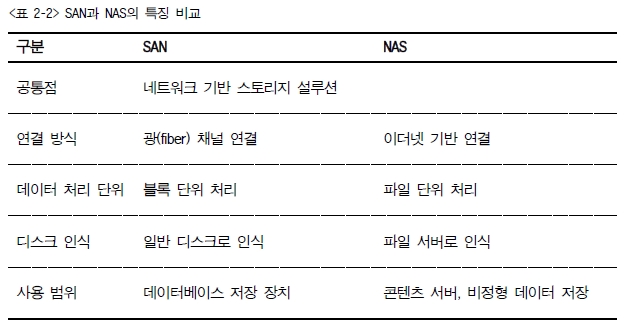 <표 2-2> SAN과 NAS의 특징 비교
구분 SAN NAS
공통점 네트워크 기반 스토리지 설루션
연결 방식 광(fiber) 채널 연결 이더넷 기반 연결
데이터 처리 단위 블록 단위 처리 파일 단위 처리
디스크 인식 일반 디스크로 인식 파일 서버로 인식
사용 범위 데이터베이스 저장 장치 콘텐츠 서버, 비정형 데이터 저장